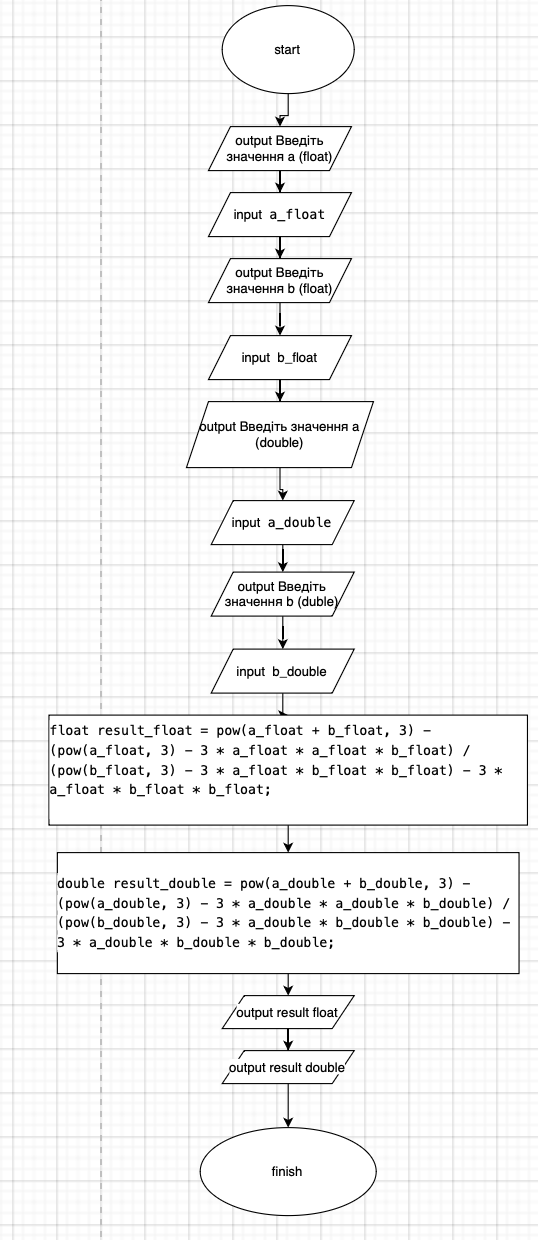 start
output Введіть
значення a (float)
input a_float
output Введіть
значення b (float)
input b_float
output Введіть значення a
(double)
input a_double
output Введіть
значення b (duble)
input b_double
float result_float = pow(a_float + b_float, 3) -
(pow(a_float, 3) - 3 * a_float * a_float * b_float) /
(pow(b_float, 3) - 3 * a_float * b_float * b_float) - 3 *
a_float * b_float * b_float;
double result_double = pow(a_double + b_double, 3) -
(pow(a_double, 3) - 3 * a_double * a_double * b_double) /
(pow(b_double, 3) - 3 * a_double * b_double * b_double) -
3 * a_double * b_double * b_double;
output result float
output result double
finish